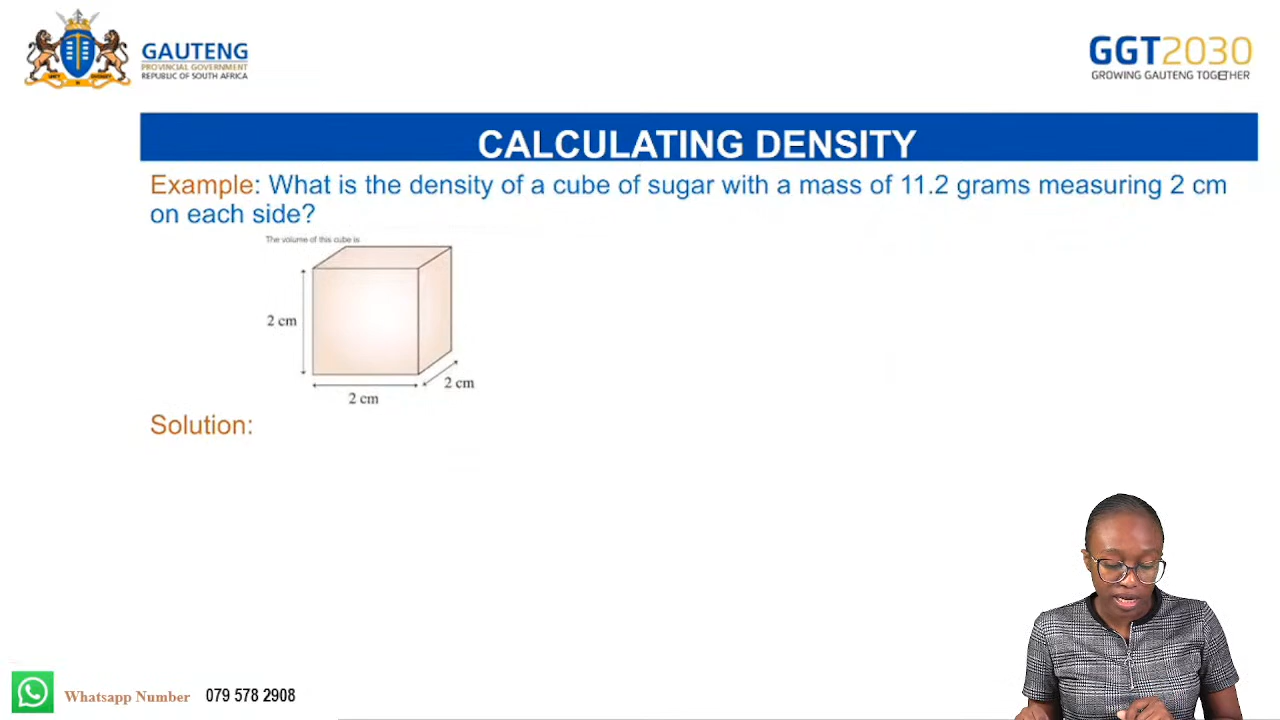 GAUTENG
PROVINCIAL GOVERNMENT
REPUBLIC OF SOUTH AFRICA
GGT2030
GROWING GAUTENG TOGETHER
CALCULATING DENSITY
Example: What is the density of a cube of sugar with a mass of 11.2 grams measuring 2 cm
on each side?
The volume of this cube is
2 cm
2 cm
2 cm
Solution:
Whatsapp Number 079 578 2908